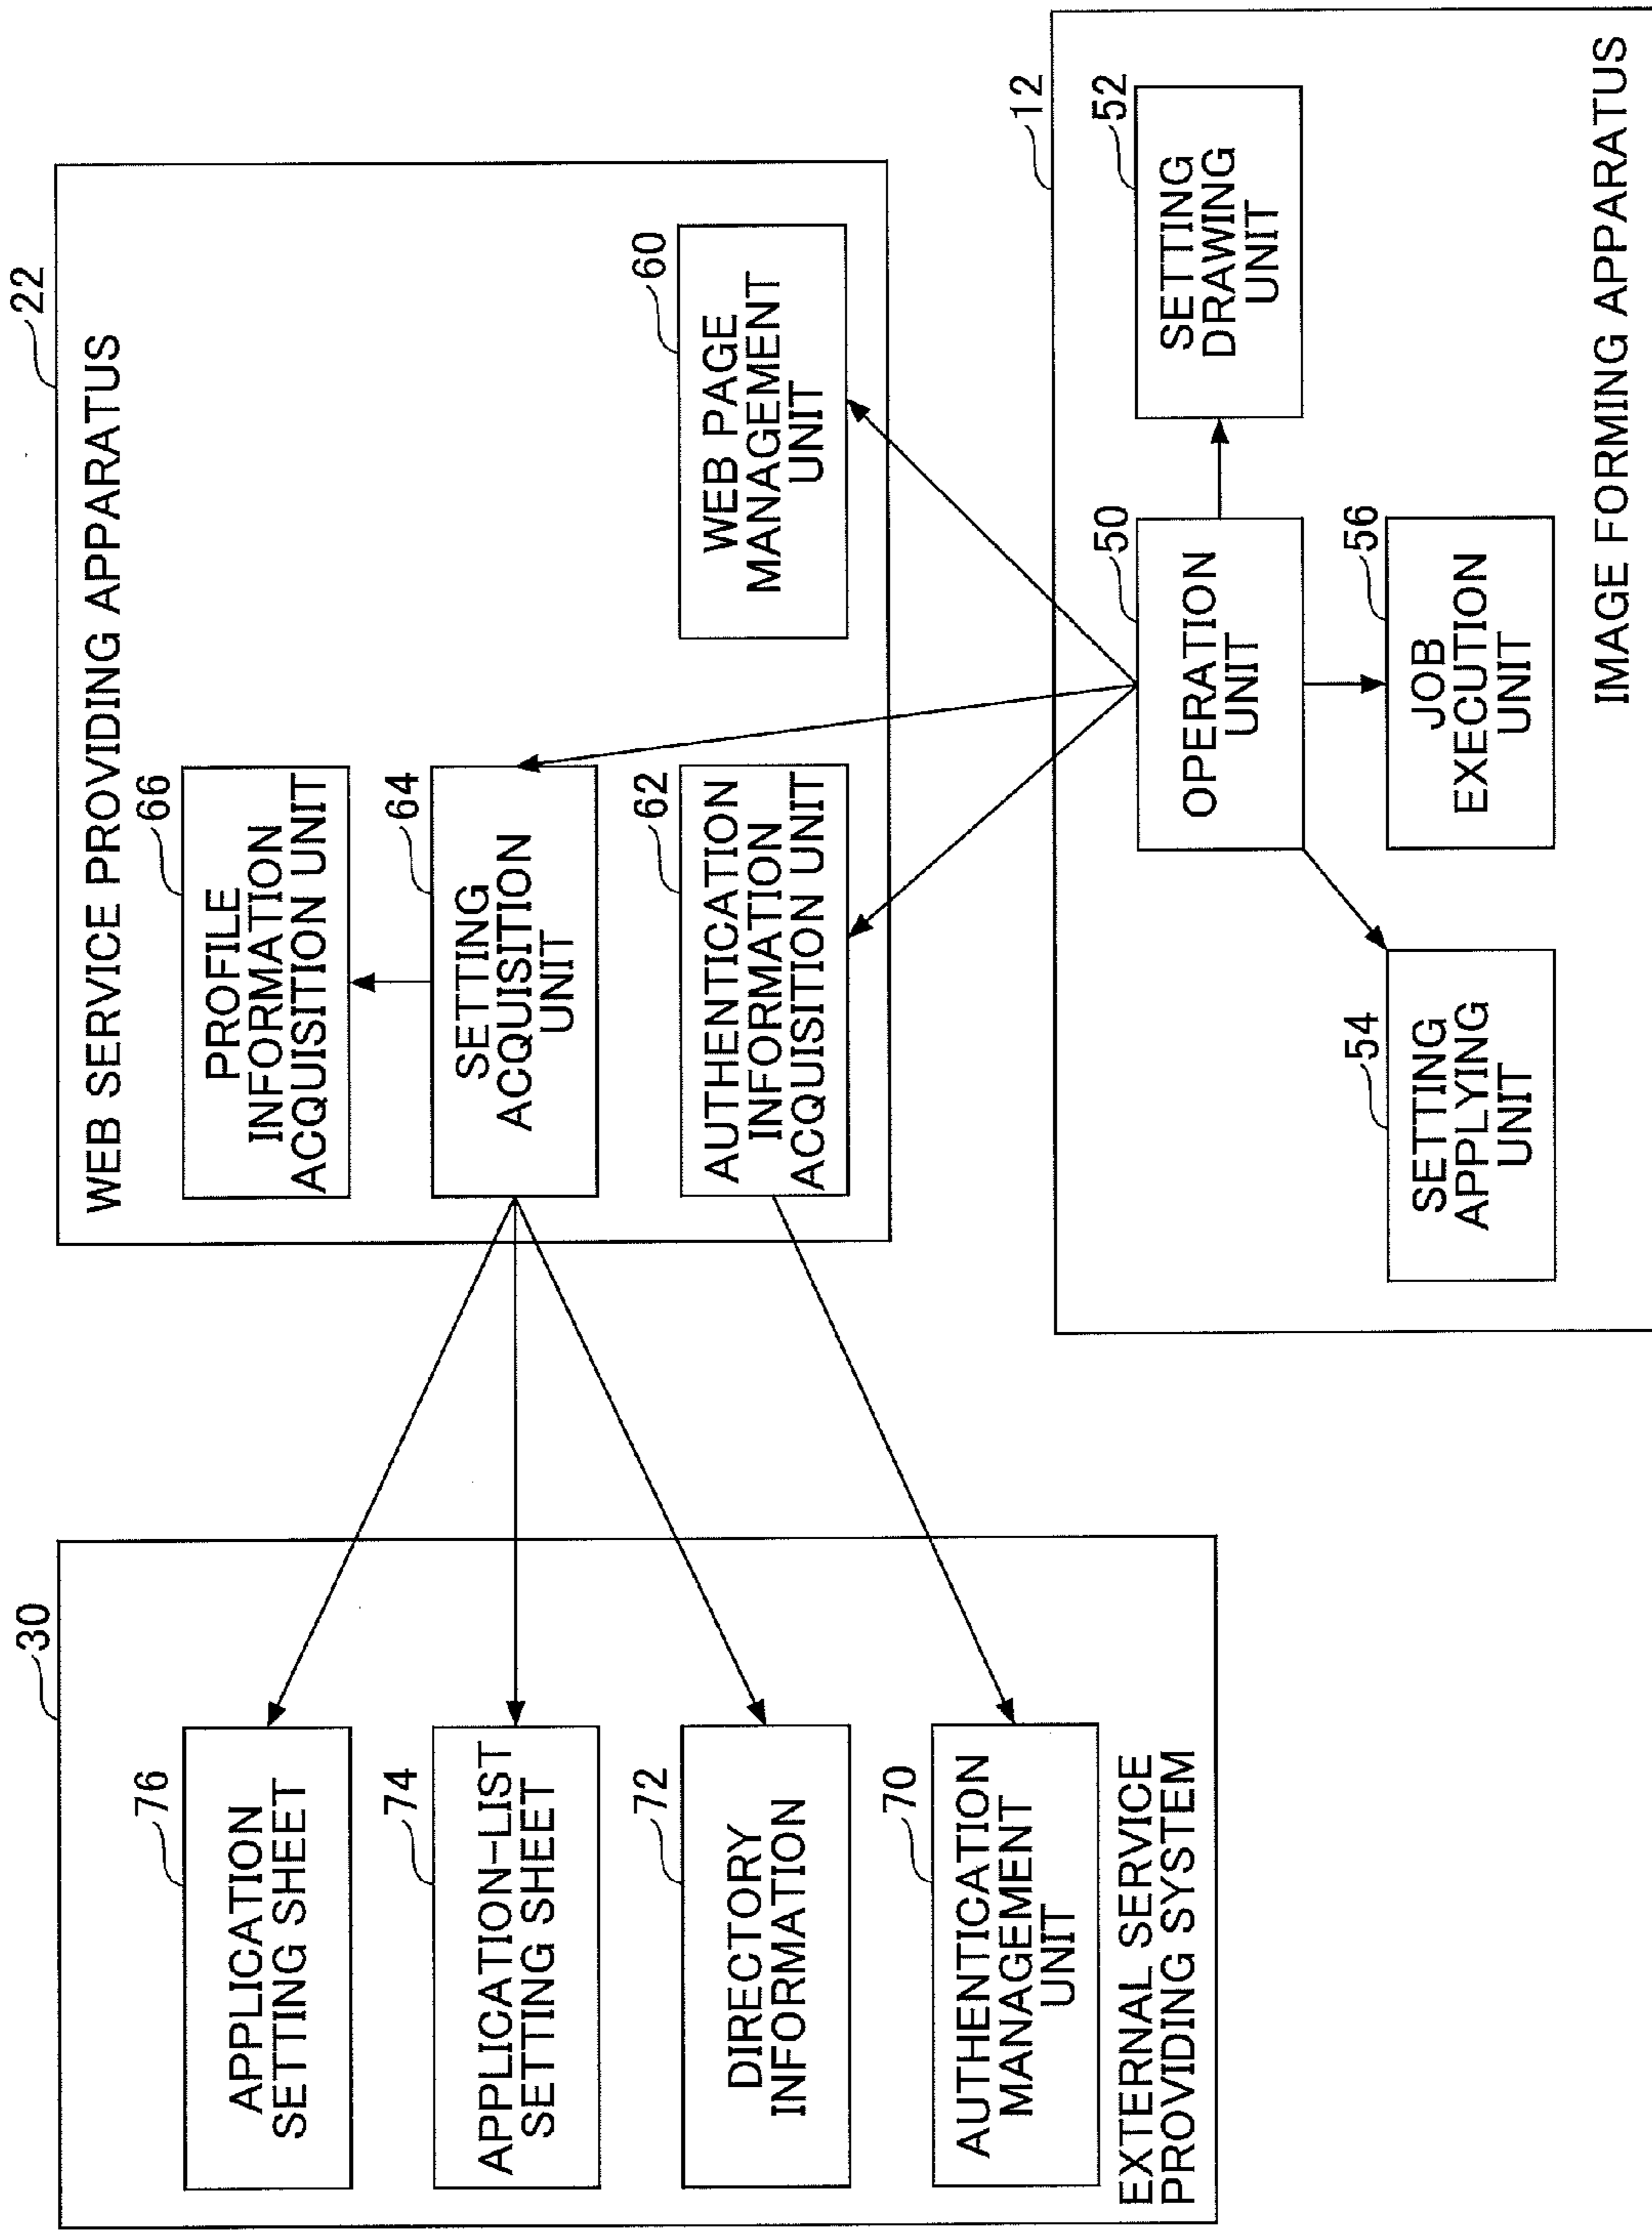 30
76
APPLICATION
SETTING SHEET
74
APPLICATION-LIST
SETTING SHEET
72
DIRECTORY
INFORMATION
70
AUTHENTICATION
MANAGEMENT
UNIT
EXTERNAL SERVICE
PROVIDING SYSTEM
22
WEB SERVICE PROVIDING APPARATUS
66
PROFILE
INFORMATION
ACQUISITION UNIT
64
SETTING
ACQUISITION
UNIT
62
AUTHENTICATION
INFORMATION
ACQUISITION UNIT
60
WEB PAGE
MANAGEMENT
UNIT
12
50
OPERATION
UNIT
52
SETTING
DRAWING
UNIT
54
SETTING
APPLYING
UNIT
56
JOB
EXECUTION
UNIT
IMAGE FORMING APPARATUS